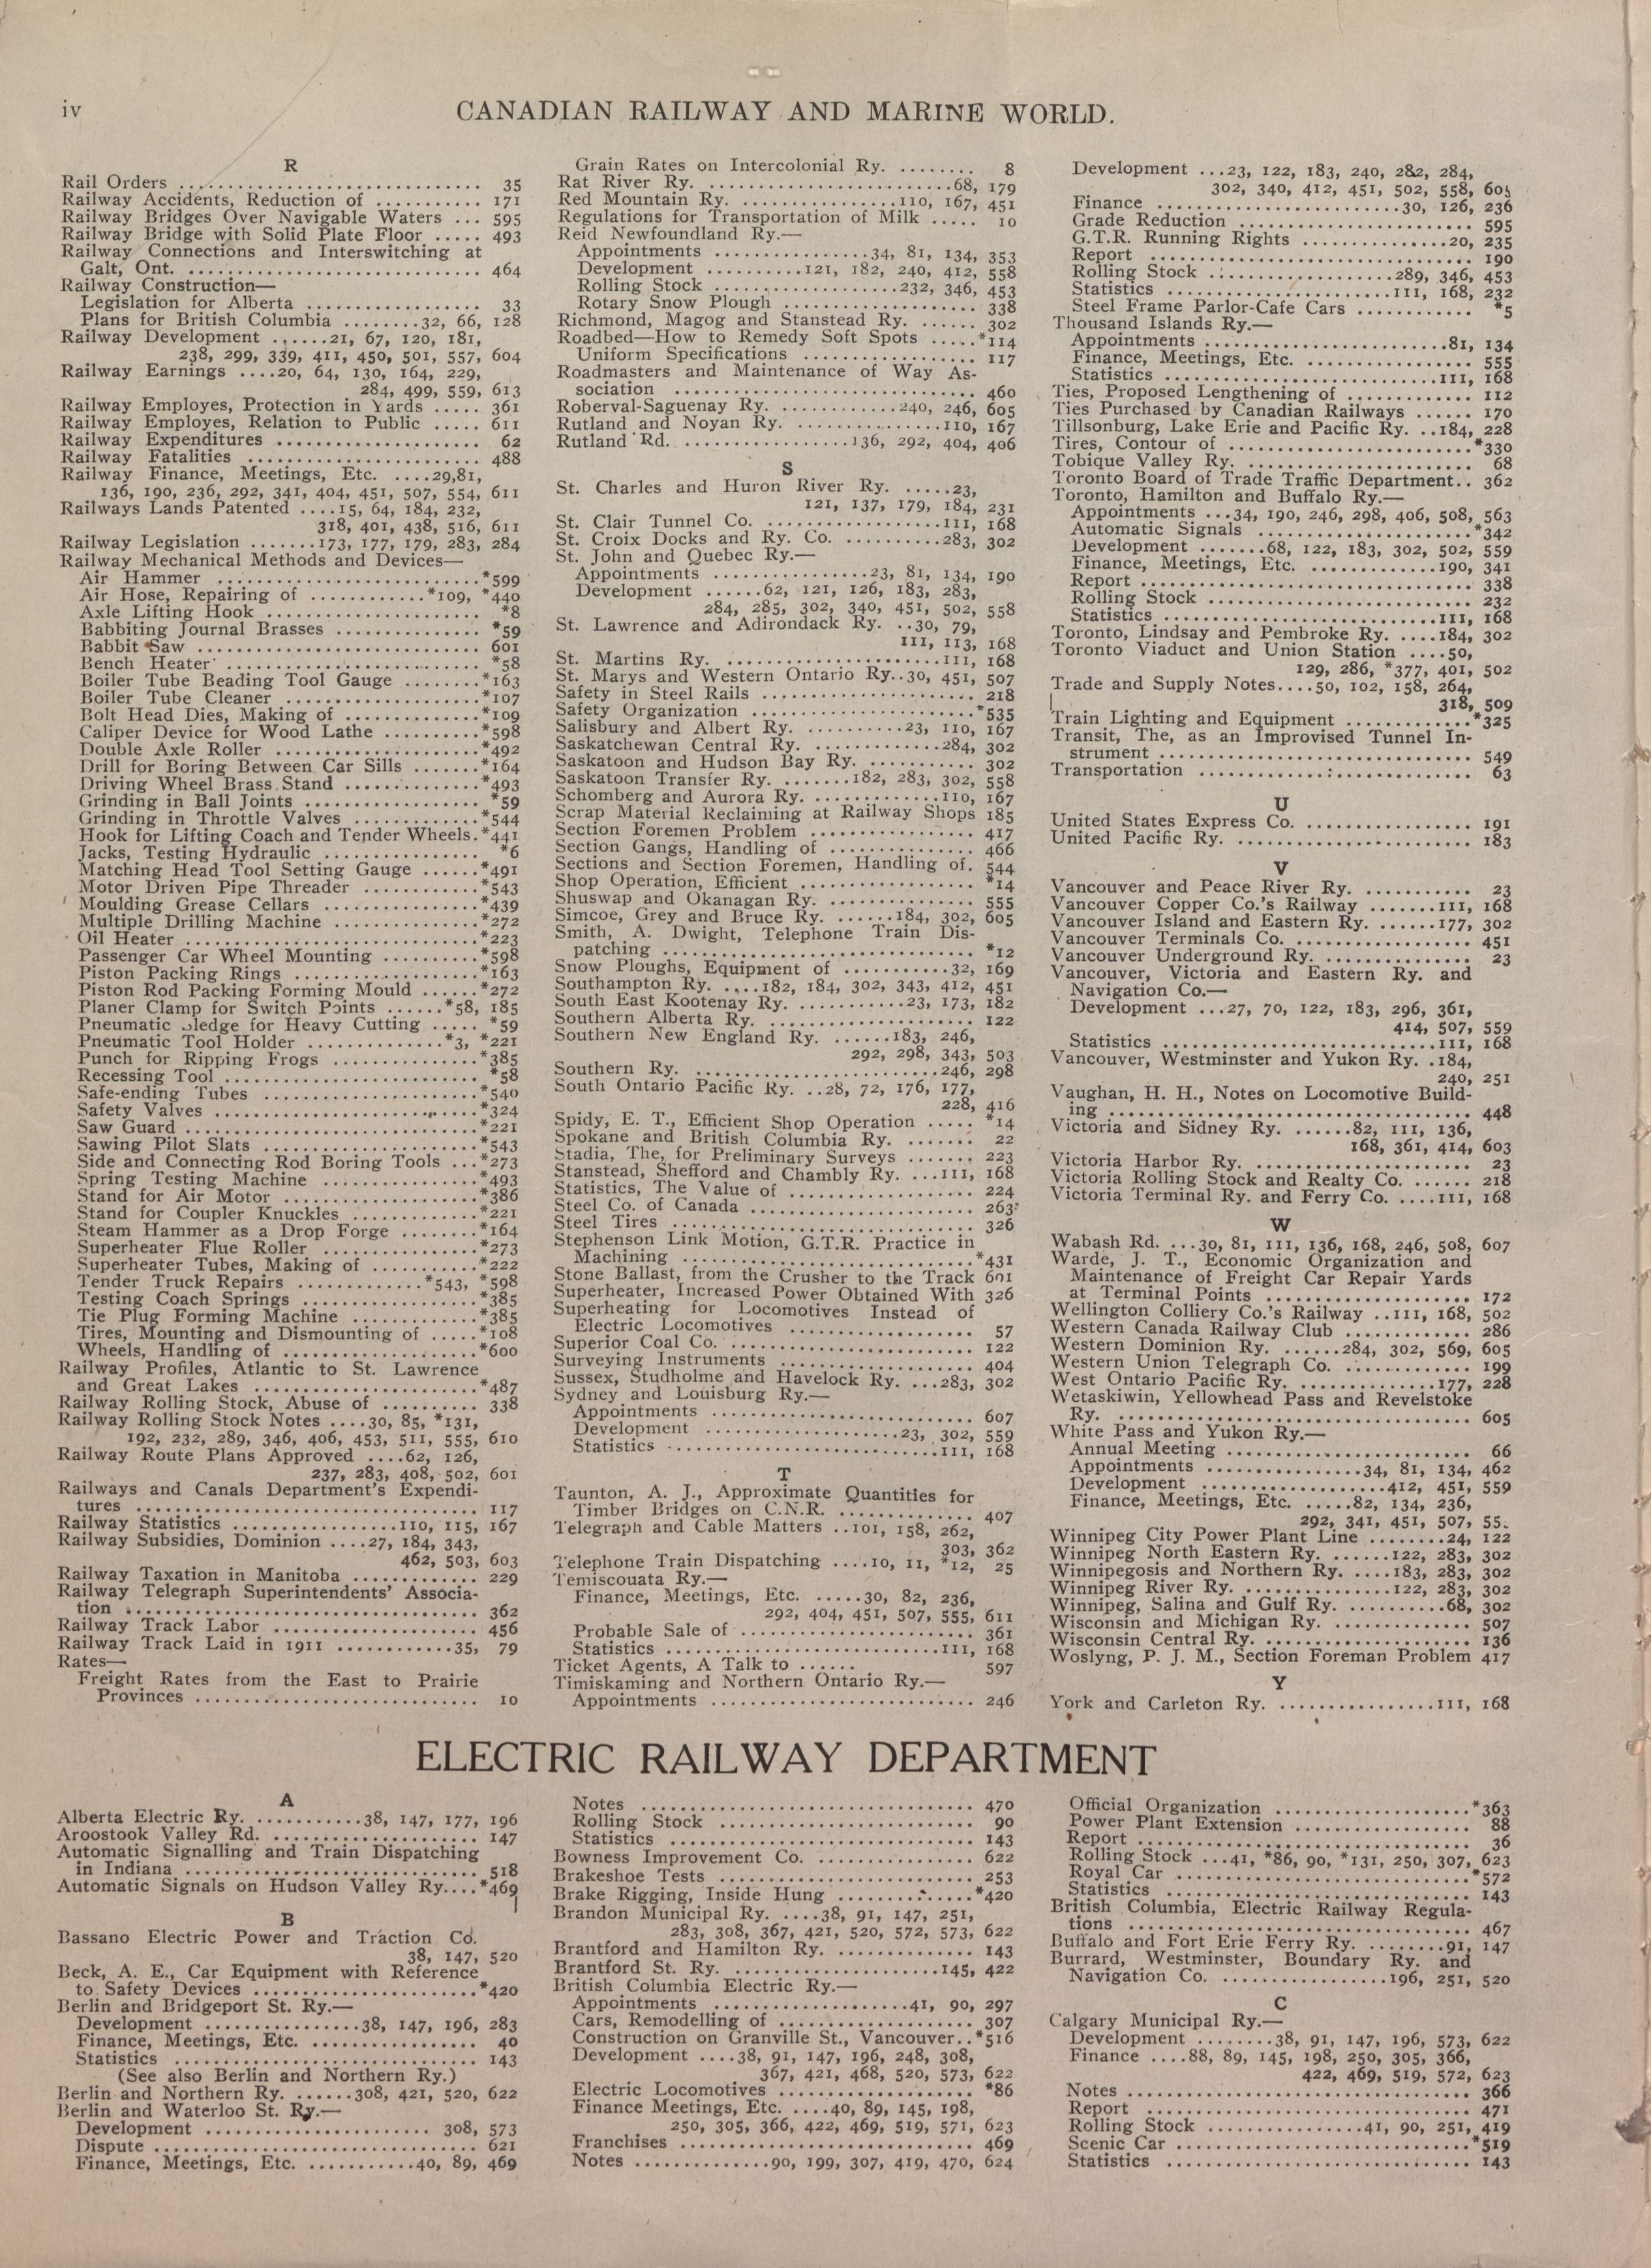 iv
CANADIAN RAILWAY AND MARINE WORLD.
R
Rail Orders .............................. 35
Railway Accidents, Reduction of ........... 171
Railway Bridges Over Navigable Waters ... 595
Railway Bridge with Solid Plate Floor ..... 493
Railway Connections and Interswitching at
Galt, Ont. .............................. 464
Railway Construction—
Legislation for Alberta .................. 33
Plans for British Columbia ........32, 66, 128
Railway Development ......21, 67, 120, 181,
238, 299, 339, 411, 450, 501, 557, 604
Railway Earnings ....20, 64, 130, 164, 229,
284, 499, 559, 613
Railway Employes, Protection in Yards ..... 361
Railway Employes, Relation to Public ..... 611
Railway Expenditures ..................... 62
Railway Fatalities ........................ 488
Railway Finance, Meetings, Etc. ....29,81,
136, 190, 236, 292, 341, 404, 451, 507, 554, 611
Railways Lands Patented ....15, 64, 184, 232,
318, 401, 438, 516, 611
Railway Legislation .......173, 177, 179, 283, 284
Railway Mechanical Methods and Devices—
Air Hammer ...........................*599
Air Hose, Repairing of ............*109, *440
Axle Lifting Hook ........................ *8
Babbiting Journal Brasses ............... *59
Babbit Saw .............................. 601
Bench Heater .......................... *58
Boiler Tube Beading Tool Gauge ........*163
Boiler Tube Cleaner ....................*107
Bolt Head Dies, Making of ..............*109
Caliper Device for Wood Lathe ..........*598
Double Axle Roller ......................*492
Drill for Boring Between Car Sills .......*164
Driving Wheel Brass Stand ..............*493
Grinding in Ball Joints .................. *59
Grinding in Throttle Valves .............*544
Hook for Lifting Coach and Tender Wheels.*441
Jacks, Testing Hydraulic ................ *6
Matching Head Tool Setting Gauge ......*491
Motor Driven Pipe Threader ............*543
Moulding Grease Cellars ................*439
Multiple Drilling Machine ...............*272
Oil Heater ..............................*223
Passenger Car Wheel Mounting ..........*598
Piston Packing Rings ...................*163
Piston Rod Packing Forming Mould ......*272
Planer Clamp for Switch Points ......*58, 185
Pneumatic Sledge for Heavy Cutting ..... *59
Pneumatic Tool Holder ..............*3, *221
Punch for Ripping Frogs ................*385
Recessing Tool ..........................*58
Safe-ending Tubes ......................*540
Safety Valves ..........................*324
Saw Guard ..............................*221
Sawing Pilot Slats ......................*543
Side and Connecting Rod Boring Tools ...*273
Spring Testing Machine .................*493
Stand for Air Motor ....................*386
Stand for Coupler Knuckles .............*221
Steam Hammer as a Drop Forge ........*164
Superheater Flue Roller ................*273
Superheater Tubes, Making of ...........*222
Tender Truck Repairs .............*543, *598
Testing Coach Springs ..................*385
Tie Plug Forming Machine .............*385
Tires, Mounting and Dismounting of .....*108
Wheels, Handling of ....................*600
Railway Profiles, Atlantic to St. Lawrence
and Great Lakes .......................*487
Railway Rolling Stock, Abuse of .......... 338
Railway Rolling Stock Notes ....30, 85, *131,
192, 232, 289, 346, 406, 453, 511, 555, 610
Railway Route Plans Approved ....62, 126,
237, 283, 408, 502, 601
Railways and Canals Department's Expendi-
tures ................................... 117
Railway Statistics .................110, 115, 167
Railway Subsidies, Dominion ....27, 184, 343,
462, 503, 603
Railway Taxation in Manitoba ............. 229
Railway Telegraph Superintendents' Associa-
tion .................................... 362
Railway Track Labor ..................... 456
Railway Track Laid in 1911 ............35, 79
Rates—
Freight Rates from the East to Prairie
Provinces ............................. 10
Grain Rates on Intercolonial Ry. ........ 8
Rat River Ry. .........................68, 179
Red Mountain Ry. ................110, 167, 451
Regulations for Transportation of Milk ..... 10
Reid Newfoundland Ry.—
Appointments ................34, 81, 134, 353
Development ..........121, 182, 240, 412, 558
Rolling Stock ...................232, 346, 453
Rotary Snow Plough .................... 338
Richmond, Magog and Stanstead Ry. ...... 302
Roadbed—How to Remedy Soft Spots .....*114
Uniform Specifications .................. 117
Roadmasters and Maintenance of Way As-
sociation ............................... 460
Roberval-Saguenay Ry. ............240, 246, 605
Rutland and Noyan Ry. ...............110, 167
Rutland Rd. .................136, 292, 404, 406
S
St. Charles and Huron River Ry. .....23,
121, 137, 179, 184, 231
St. Clair Tunnel Co. ..................111, 168
St. Croix Docks and Ry. Co. ..........283, 302
St. John and Quebec Ry.—
Appointments ................23, 81, 134, 190
Development ......62, 121, 126, 183, 283,
284, 285, 302, 340, 451, 502, 558
St. Lawrence and Adirondack Ry. ..30, 79,
111, 113, 168
St. Martins Ry. .......................111, 168
St. Marys and Western Ontario Ry..30, 451, 507
Safety in Steel Rails ...................... 218
Safety Organization .......................*535
Salisbury and Albert Ry. ..........23, 110, 167
Saskatchewan Central Ry. .............284, 302
Saskatoon and Hudson Bay Ry. ........... 302
Saskatoon Transfer Ry. .......182, 283, 302, 558
Schomberg and Aurora Ry. .............110, 167
Scrap Material Reclaiming at Railway Shops 185
Section Foremen Problem ................. 417
Section Gangs, Handling of ............... 466
Sections and Section Foremen, Handling of. 544
Shop Operation, Efficient .................. *14
Shuswap and Okanagan Ry. ............... 555
Simcoe, Grey and Bruce Ry. ......184, 302, 605
Smith, A. Dwight, Telephone Train Dis-
patching ................................ *12
Snow Ploughs, Equipment of ...........32, 169
Southampton Ry. .....182, 184, 302, 343, 412, 451
South East Kootenay Ry. ...........23, 173, 182
Southern Alberta Ry. ...................... 122
Southern New England Ry. ......183, 246,
292, 298, 343, 503
Southern Ry. .........................246, 298
South Ontario Pacific Ry. ..28, 72, 176, 177,
228, 416
Spidy, E. T., Efficient Shop Operation ..... *14
Spokane and British Columbia Ry. ....... 22
Stadia, The, for Preliminary Surveys ....... 223
Stanstead, Shefford and Chambly Ry. ...111, 168
Statistics, The Value of ................... 224
Steel Co. of Canada ....................... 263
Steel Tires ................................ 326
Stephenson Link Motion, G.T.R. Practice in
Machining ..............................*431
Stone Ballast, from the Crusher to the Track 601
Superheater, Increased Power Obtained With 326
Superheating for Locomotives Instead of
Electric Locomotives ................... 57
Superior Coal Co. ......................... 122
Surveying Instruments .................... 404
Sussex, Studholme and Havelock Ry. ...283, 302
Sydney and Louisburg Ry.—
Appointments ............................ 607
Development ....................23, 302, 559
Statistics ............................111, 168
T
Taunton, A. J., Approximate Quantities for
Timber Bridges on C.N.R. .............. 407
Telegraph and Cable Matters ..101, 158, 262,
303, 362
Telephone Train Dispatching ....10, 11, *12, 25
Temiscouata Ry.—
Finance, Meetings, Etc. .....30, 82, 236,
292, 404, 451, 507, 555, 611
Probable Sale of ......................... 361
Statistics .............................111, 168
Ticket Agents, A Talk to ...... 597
Timiskaming and Northern Ontario Ry.—
Appointments ............................ 246
Development ...23, 122, 183, 240, 282, 284,
302, 340, 412, 451, 502, 558, 605
Finance ..........................30, 126, 236
Grade Reduction ......................... 595
G.T.R. Running Rights ...............20, 235
Report .................................. 190
Rolling Stock ....................289, 346, 453
Statistics ........................111, 168, 232
Steel Frame Parlor-Cafe Cars ............ *5
Thousand Islands Ry.—
Appointments ..........................81, 134
Finance, Meetings, Etc. ................. 555
Statistics .............................111, 168
Ties, Proposed Lengthening of ............ 112
Ties Purchased by Canadian Railways ...... 170
Tillsonburg, Lake Erie and Pacific Ry. ..184, 228
Tires, Contour of ..........................*330
Tobique Valley Ry. ........................ 68
Toronto Board of Trade Traffic Department.. 362
Toronto, Hamilton and Buffalo Ry.—
Appointments ...34, 190, 246, 298, 406, 508, 563
Automatic Signals .......................*342
Development .......68, 122, 183, 302, 502, 559
Finance, Meetings, Etc. .............190, 341
Report ................................... 338
Rolling Stock ............................ 232
Statistics .............................111, 168
Toronto, Lindsay and Pembroke Ry. ....184, 302
Toronto Viaduct and Union Station ....50,
129, 286, *377, 401, 502
Trade and Supply Notes....50, 102, 158, 264,
318, 509
Train Lighting and Equipment .............*325
Transit, The, as an Improvised Tunnel In-
strument ................................ 549
Transportation ............................. 63
U
United States Express Co. ................. 191
United Pacific Ry. ......................... 183
V
Vancouver and Peace River Ry. ........... 23
Vancouver Copper Co.'s Railway .......111, 168
Vancouver Island and Eastern Ry. ......177, 302
Vancouver Terminals Co. .................. 451
Vancouver Underground Ry. ............... 23
Vancouver, Victoria and Eastern Ry. and
Navigation Co.—
Development ...27, 70, 122, 183, 296, 361,
414, 507, 559
Statistics .............................111, 168
Vancouver, Westminster and Yukon Ry. .184,
240, 251
Vaughan, H. H., Notes on Locomotive Build-
ing ...................................... 448
Victoria and Sidney Ry. ......82, 111, 136,
168, 361, 414, 603
Victoria Harbor Ry. ....................... 23
Victoria Rolling Stock and Realty Co. ...... 218
Victoria Terminal Ry. and Ferry Co. ....111, 168
W
Wabash Rd. ...30, 81, 111, 136, 168, 246, 508, 607
Warde, J. T., Economic Organization and
Maintenance of Freight Car Repair Yards
at Terminal Points ...................... 172
Wellington Colliery Co.'s Railway ..111, 168, 502
Western Canada Railway Club ............. 286
Western Dominion Ry. ......284, 302, 569, 605
Western Union Telegraph Co. ............. 199
West Ontario Pacific Ry. ...............177, 228
Wetaskiwin, Yellowhead Pass and Revelstoke
Ry. ..................................... 605
White Pass and Yukon Ry.—
Annual Meeting .......................... 66
Appointments ................34, 81, 134, 462
Development ....................412, 451, 559
Finance, Meetings, Etc. .....82, 134, 236,
292, 341, 451, 507,
Winnipeg City Power Plant Line ........24, 122
Winnipeg North Eastern Ry. ......122, 283, 302
Winnipegosis and Northern Ry. ....183, 283, 302
Winnipeg River Ry. ...............122, 283, 302
Winnipeg, Salina and Gulf Ry. ..........68, 302
Wisconsin and Michigan Ry. ............... 507
Wisconsin Central Ry. ..................... 136
Woslyng, P. J. M., Section Foreman Problem 417
Y
York and Carleton Ry. ................111, 168
ELECTRIC RAILWAY DEPARTMENT
A
Alberta Electric Ry. ...........38, 147, 177, 196
Aroostook Valley Rd. ..................... 147
Automatic Signalling and Train Dispatching
in Indiana .............................. 518
Automatic Signals on Hudson Valley Ry....*469
B
Bassano Electric Power and Traction Co.
38, 147, 520
Beck, A. E., Car Equipment with Reference
to Safety Devices .......................*420
Berlin and Bridgeport St. Ry.—
Development ................38, 147, 196, 283
Finance, Meetings, Etc. ................. 40
Statistics ............................... 143
(See also Berlin and Northern Ry.)
Berlin and Northern Ry. ......308, 421, 520, 622
Berlin and Waterloo St. Ry.—
Development ....................... 308, 573
Dispute ................................. 621
Finance, Meetings, Etc. ...........40, 89, 469
Notes ................................... 470
Rolling Stock ........................... 90
Statistics ............................... 143
Bowness Improvement Co. ................ 622
Brakeshoe Tests ........................... 253
Brake Rigging, Inside Hung ..............*420
Brandon Municipal Ry. ....38, 91, 147, 251,
283, 308, 367, 421, 520, 572, 573, 622
Brantford and Hamilton Ry. .............. 143
Brantford St. Ry. .....................145, 422
British Columbia Electric Ry.—
Appointments ....................41, 90, 297
Cars, Remodelling of .................... 307
Construction on Granville St., Vancouver..*516
Development ....38, 91, 147, 196, 248, 308,
367, 421, 468, 520, 573, 622
Electric Locomotives .................... *86
Finance Meetings, Etc. ....40, 89, 145, 198,
250, 305, 366, 422, 469, 519, 571, 623
Franchises ............................... 469
Notes ..............90, 199, 307, 419, 470, 624
Official Organization .....................*363
Power Plant Extension ................... 88
Report ................................... 36
Rolling Stock ...41, *86, 90, *131, 250, 307, 623
Royal Car ...............................*572
Statistics ................................ 143
British Columbia, Electric Railway Regula-
tions .................................... 467
Buffalo and Fort Erie Ferry Ry. ........91, 147
Burrard, Westminster, Boundary Ry. and
Navigation Co. .................196, 251, 520
C
Calgary Municipal Ry.—
Development ........38, 91, 147, 196, 573, 622
Finance ....88, 89, 145, 198, 250, 305, 366,
422, 469, 519, 572, 623
Notes .................................... 366
Report ................................... 471
Rolling Stock ................41, 90, 251, 419
Scenic Car ...............................*519
Statistics ................................ 143